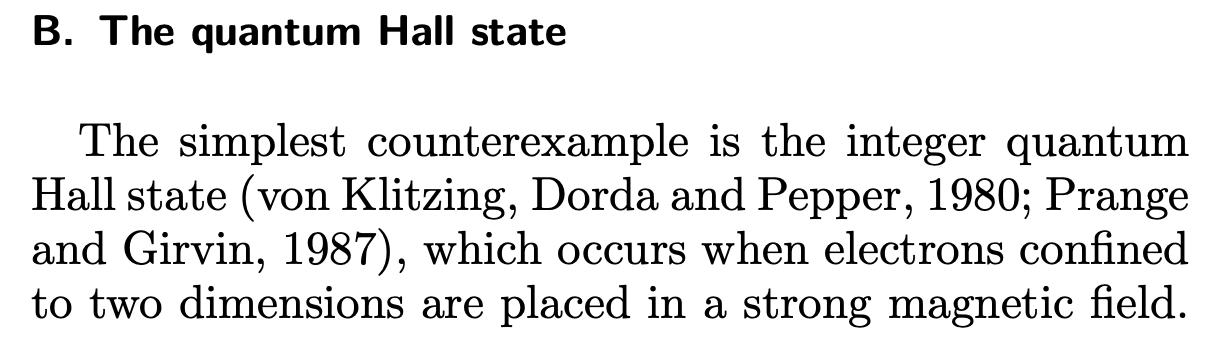 B. The quantum Hall state
The simplest counterexample is the integer quantum
Hall state (von Klitzing, Dorda and Pepper, 1980; Prange
and Girvin, 1987), which occurs when electrons confined
to two dimensions are placed in a strong magnetic field.